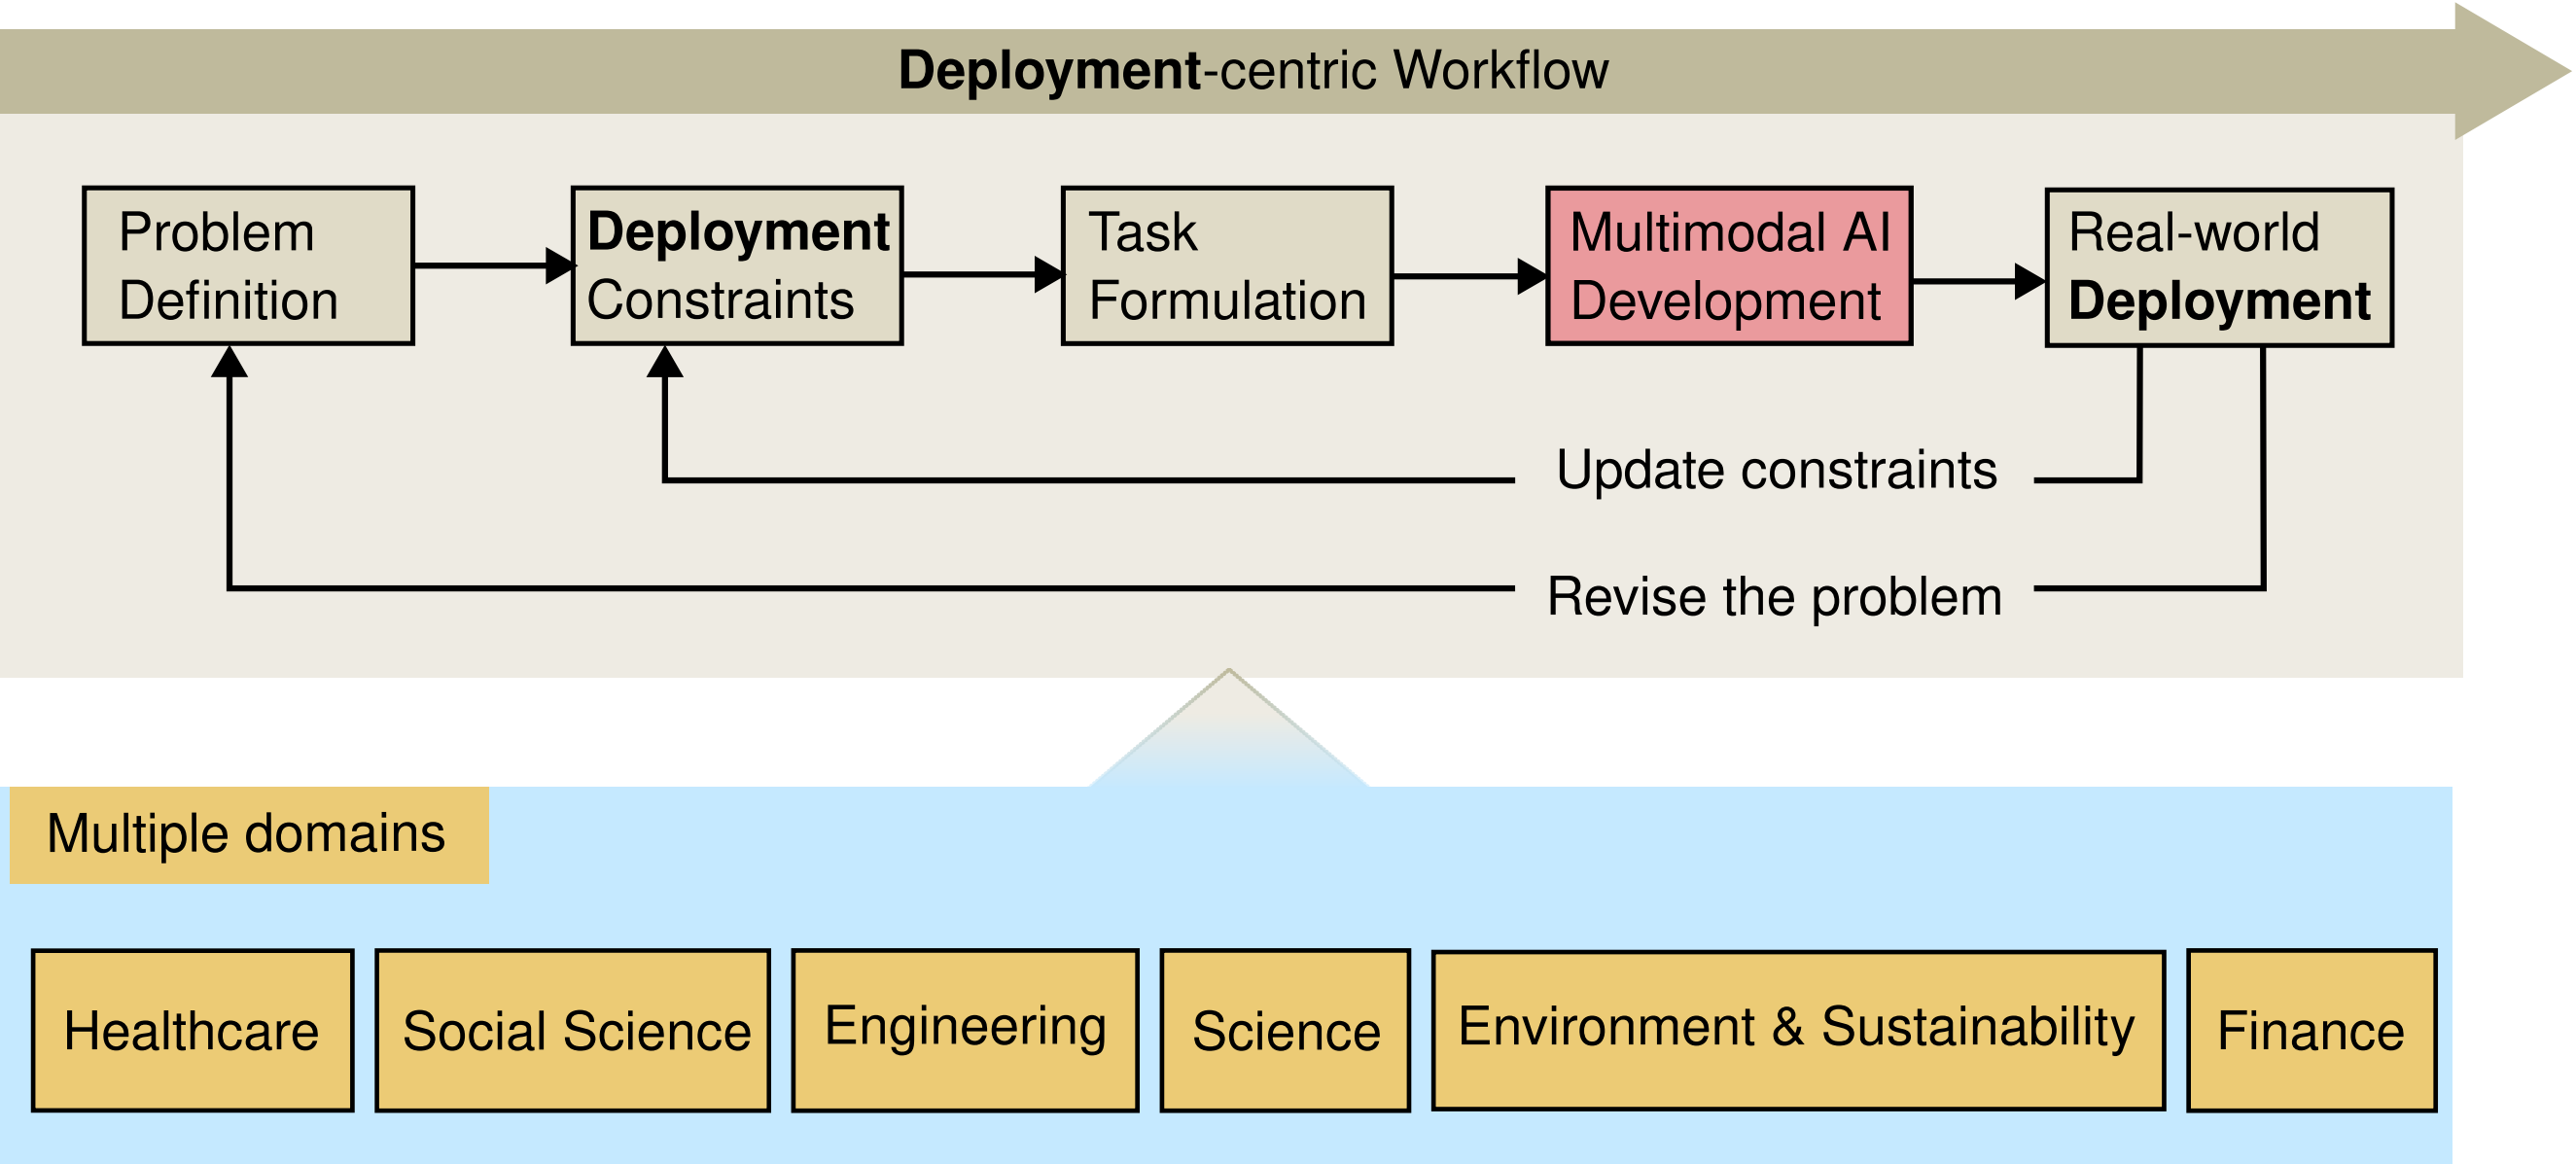 Deployment-centric Workflow
Problem
Definition
Deployment
Constraints
Task
Formulation
Multimodal AI
Development
Real-world
Deployment
Update constraints
Revise the problem
Multiple domains
Healthcare
Social Science
Engineering
Science
Environment & Sustainability
Finance